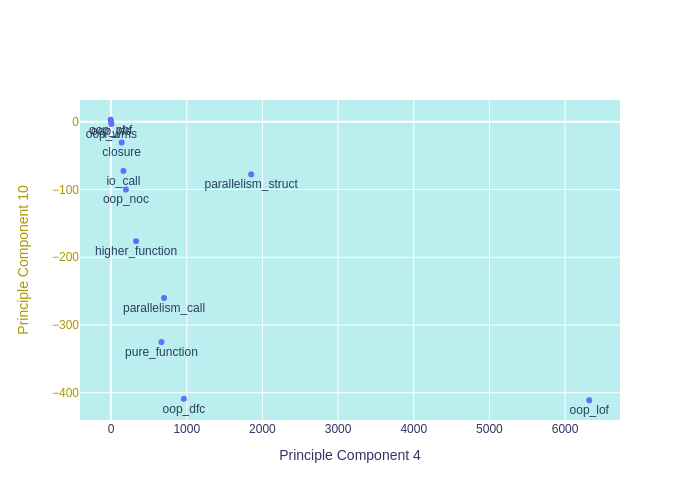 0
−100
−200
−300
−400
Principle Component 10
oop_wms
closure
io_call
oop_noc
parallelism_struct
higher_function
parallelism_call
pure_function
oop_dfc
oop_lof
0
1000
2000
3000
4000
5000
6000
Principle Component 4